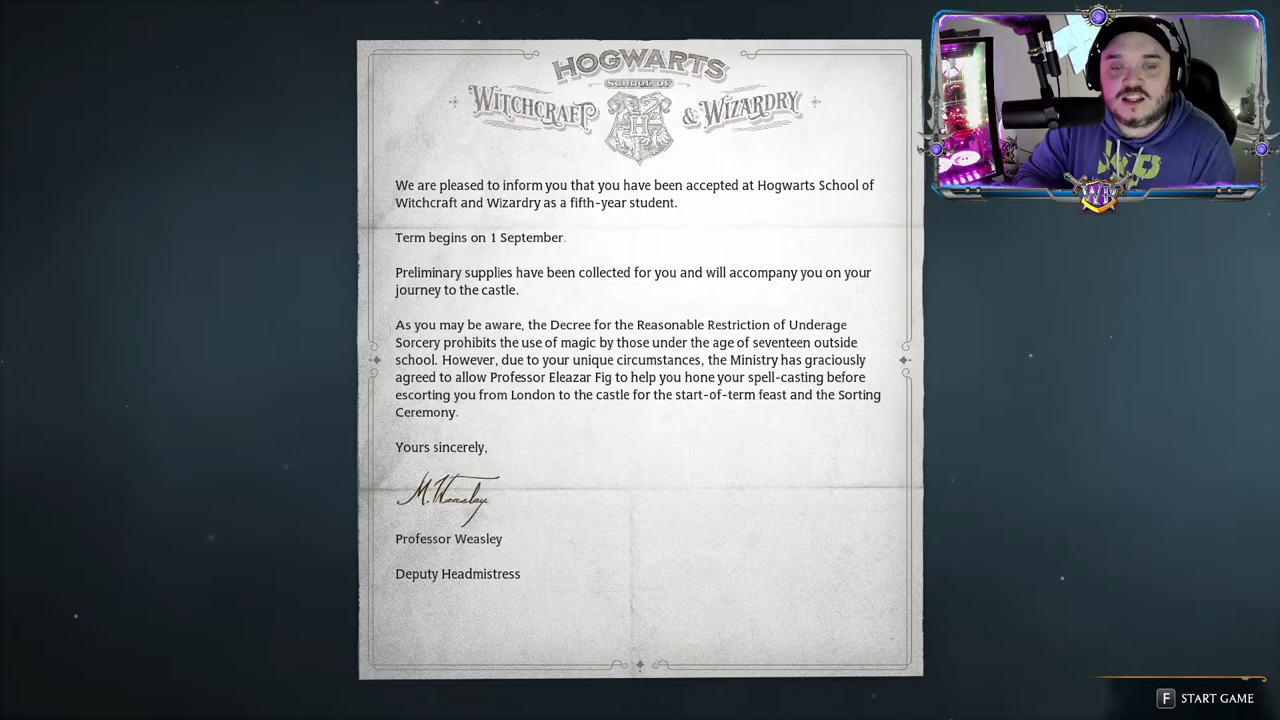 HOGWARTS
SCHOOL OF
WITCHCRAFT & WIZARDRY
H
We are pleased to inform you that you have been accepted at Hogwarts School of
Witchcraft and Wizardry as a fifth-year student.
Term begins on 1 September.
Preliminary supplies have been collected for you and will accompany you on your
journey to the castle.
As you may be aware, the Decree for the Reasonable Restriction of Underage
Sorcery prohibits the use of magic by those under the age of seventeen outside
school. However, due to your unique circumstances, the Ministry has graciously
agreed to allow Professor Eleazar Fig to help you hone your spell-casting before
escorting you from London to the castle for the start-of-term feast and the Sorting
Ceremony.
Yours sincerely,
M. Weasley
Professor Weasley
Deputy Headmistress
F START GAME